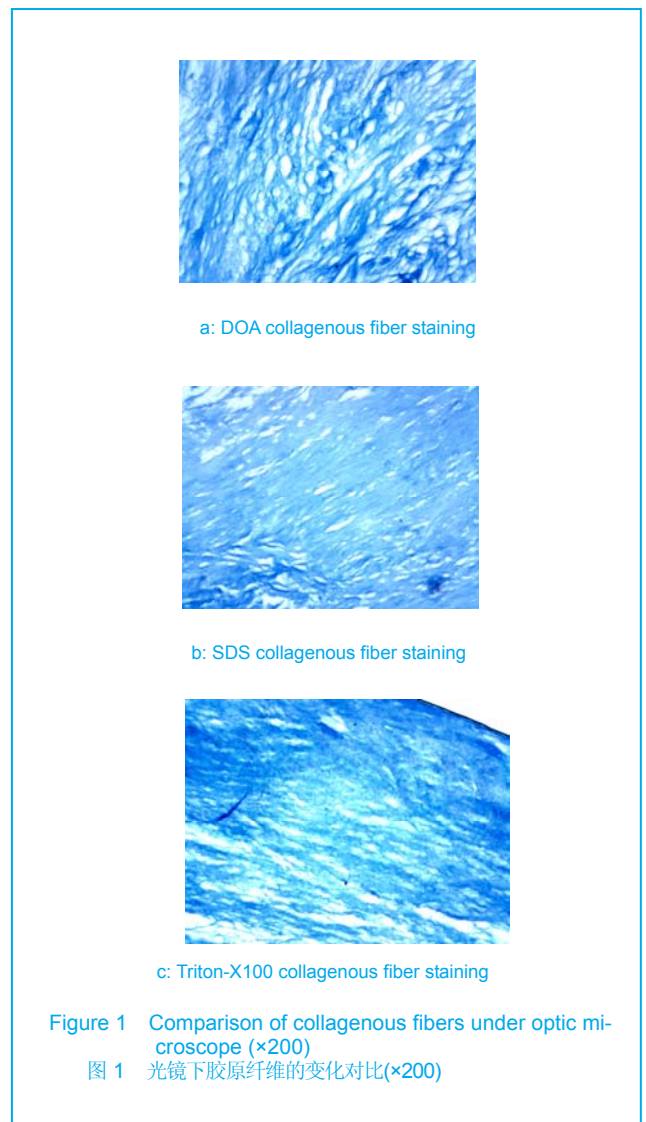 a: DOA collagenous fiber staining
b: SDS collagenous fiber staining
c: Triton-X100 collagenous fiber staining
Figure 1 Comparison of collagenous fibers under optic mi-
croscope (×200)
图 1 光镜下胶原纤维的变化对比(×200)